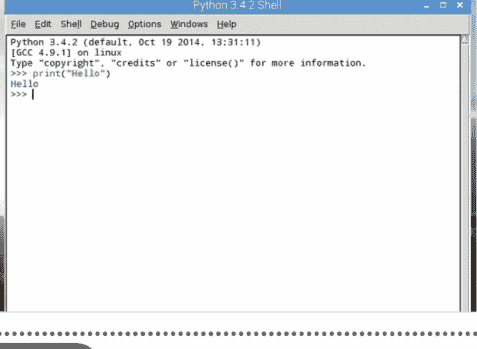 Python 3.4.2 Shell
File Edit Shell Debug Options Windows Help
Python 3.4.2 (default, Oct 19 2014, 13:31:11)
[GCC 4.9.1] on linux
Type "copyright", "credits" or "license()" for more information.
>>> print("Hello")
Hello
>>>